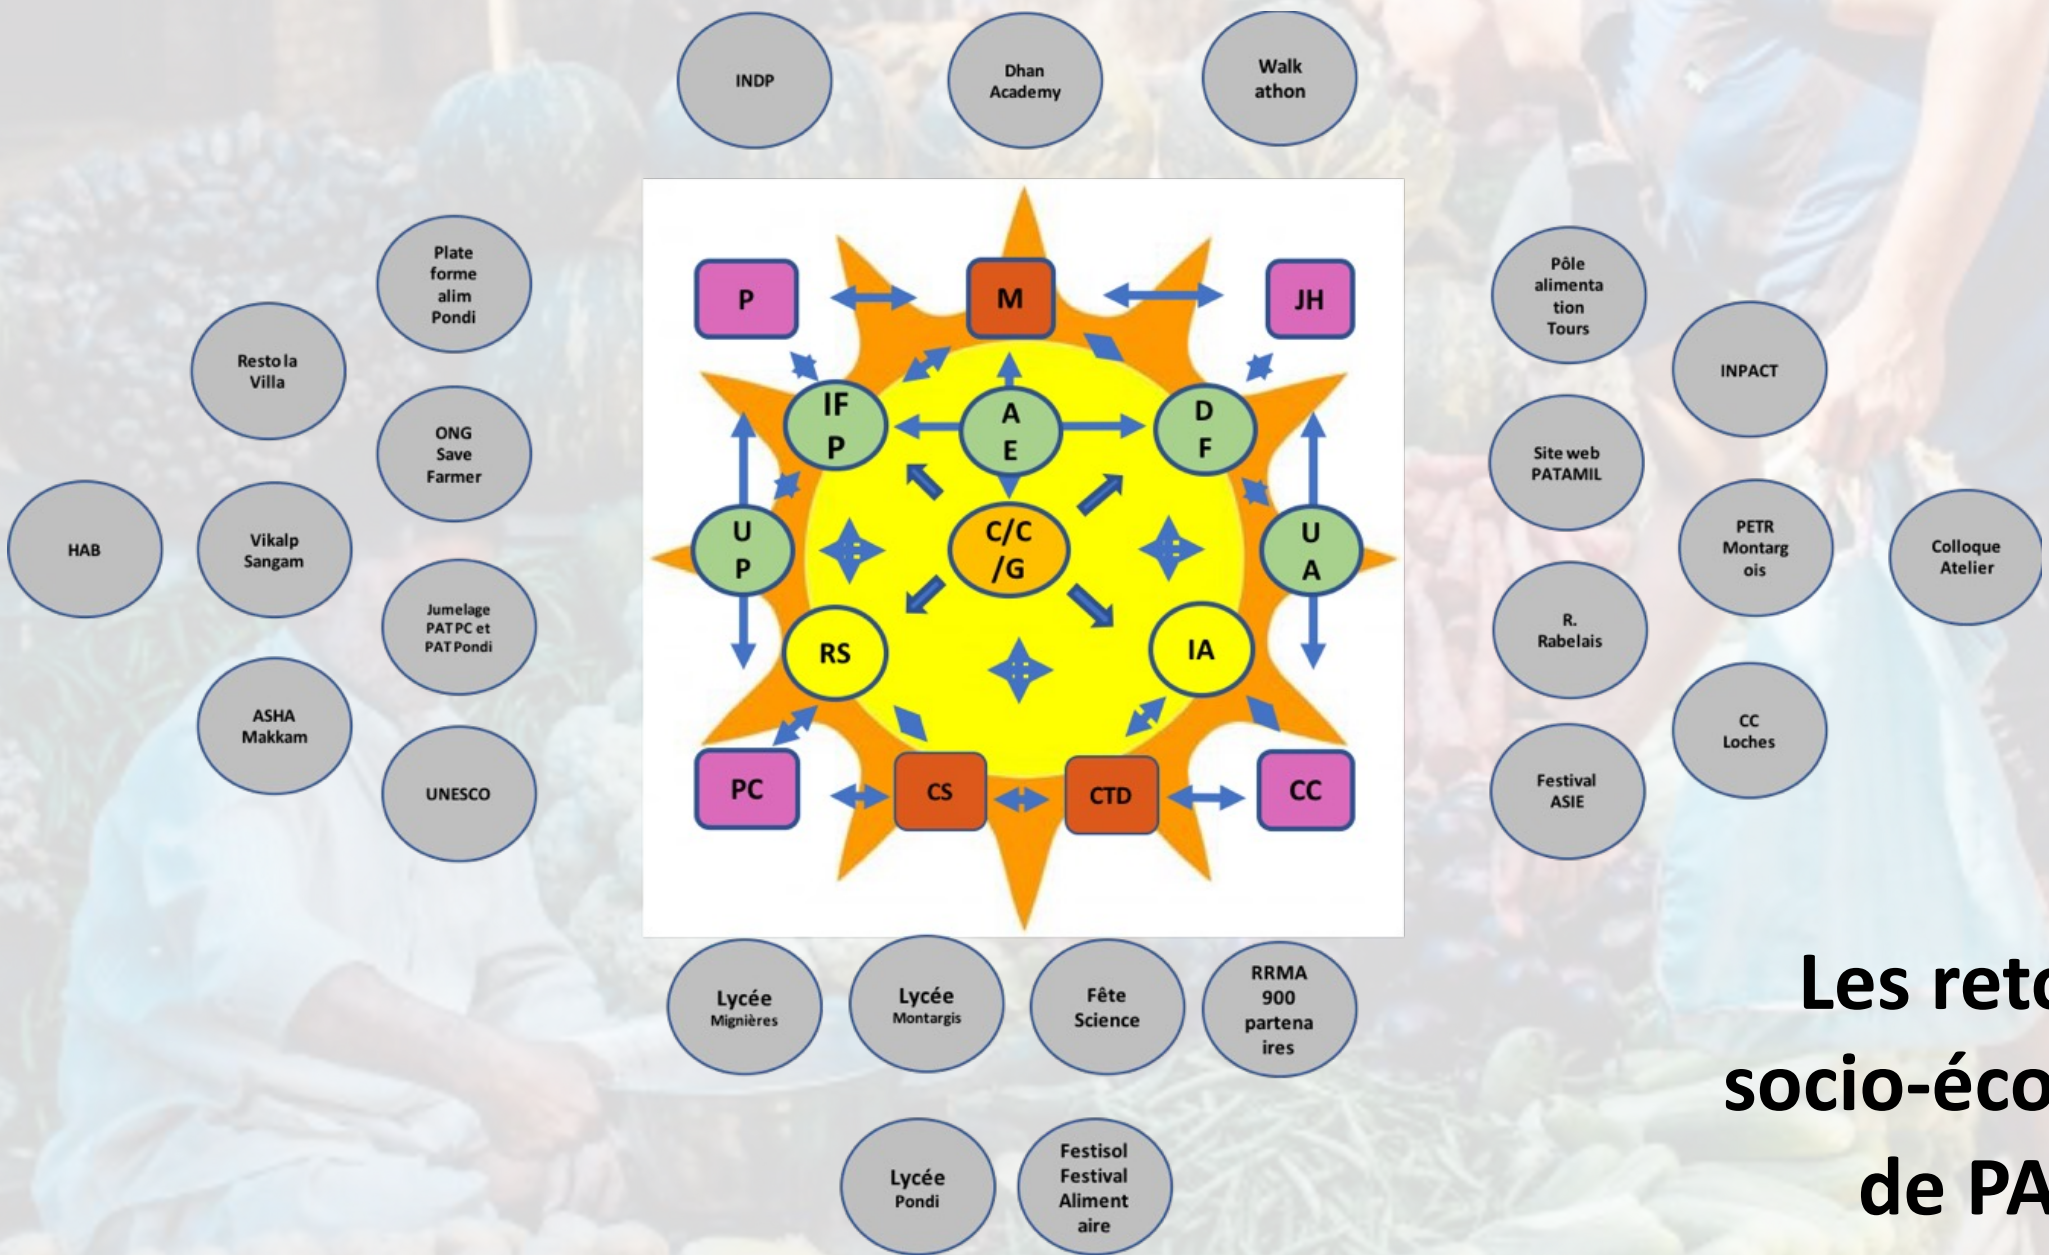 INDP
Dhan
Academy
Walk
athon
Plate
forme
alim
Pondi
Resto la
Villa
ONG
Save
Farmer
HAB
Vikalp
Sangam
Jumelage
PAT PC et
PAT Pondi
ASHA
Makkam
UNESCO
P
M
JH
IF
P
A
E
D
F
U
P
C/C
/G
U
A
RS
IA
PC
CS
CTD
CC
Pôle
alimenta
tion
Tours
INPACT
Site web
PATAMIL
PETR
Montarg
ois
Colloque
Atelier
R.
Rabelais
CC
Loches
Festival
ASIE
Lycée
Mignières
Lycée
Montargis
Fête
Science
RRMA
900
partena
ires
Lycée
Pondi
Festisol
Festival
Aliment
aire
Les reto
socio-éco
de PA